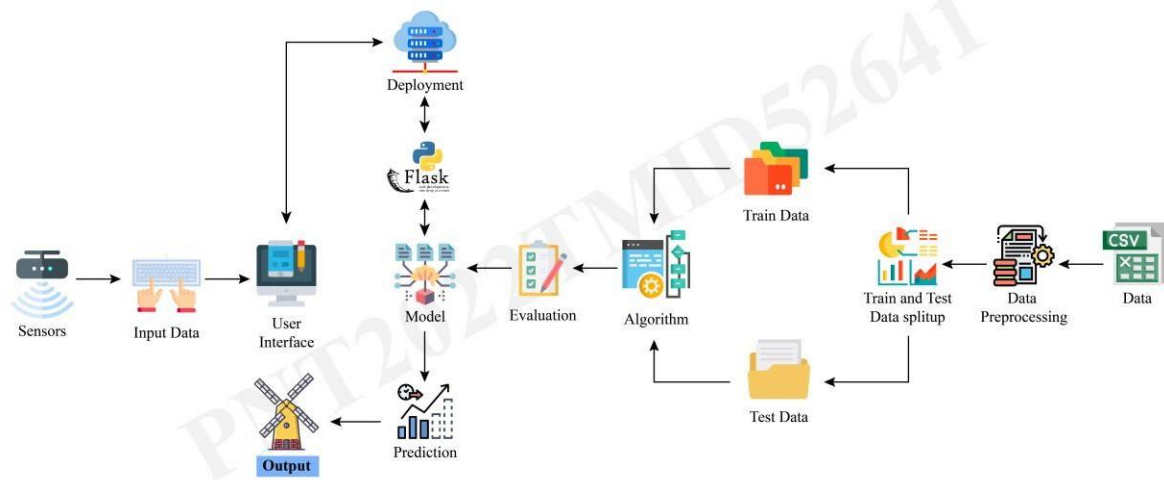 PNT2022TMID52641
Deployment
Flask
Train Data
CSV
Sensors
Input Data
User
Interface
Model
Evaluation
Algorithm
Train and Test
Data splitup
Data
Preprocessing
Data
Test Data
Prediction
Output